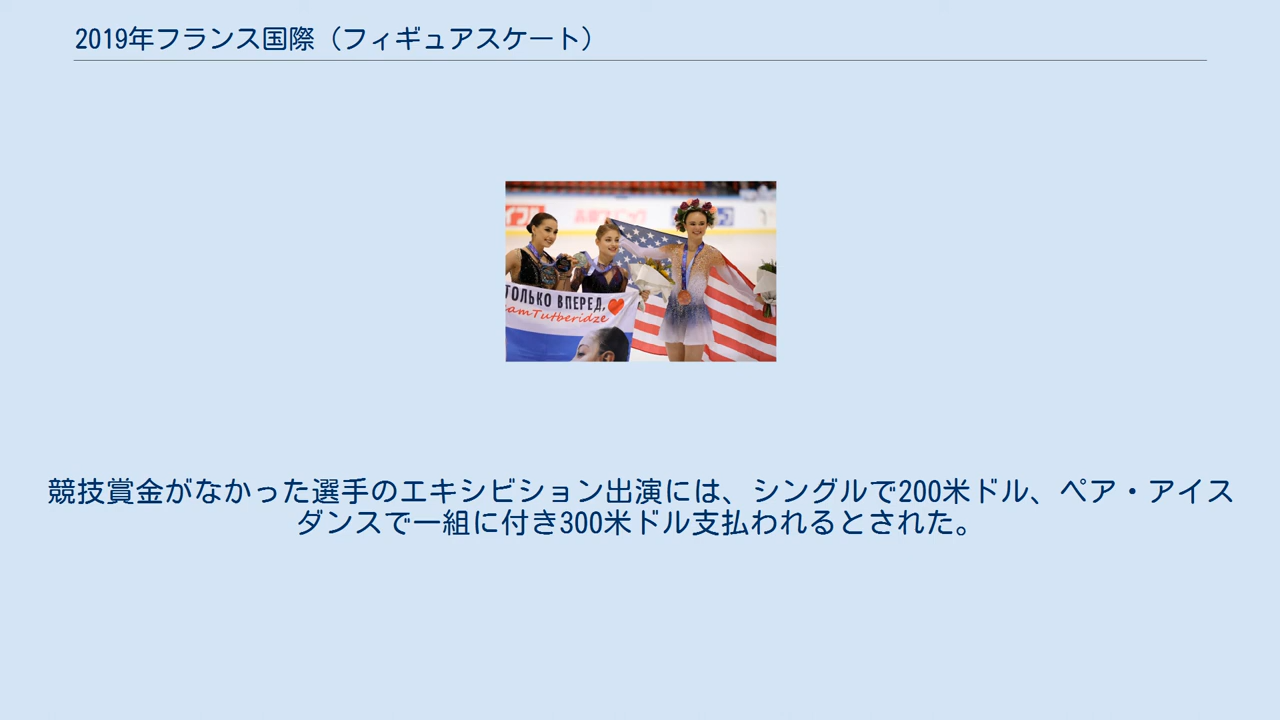 2019年フランス国際（フィギュアスケート）
ТОЛЬКО ВПЕРЕД,
amTutberidze
競技賞金がなかった選手のエキシビション出演には、シングルで200米ドル、ペア・アイス
ダンスで一組に付き300米ドル支払われるとされた。